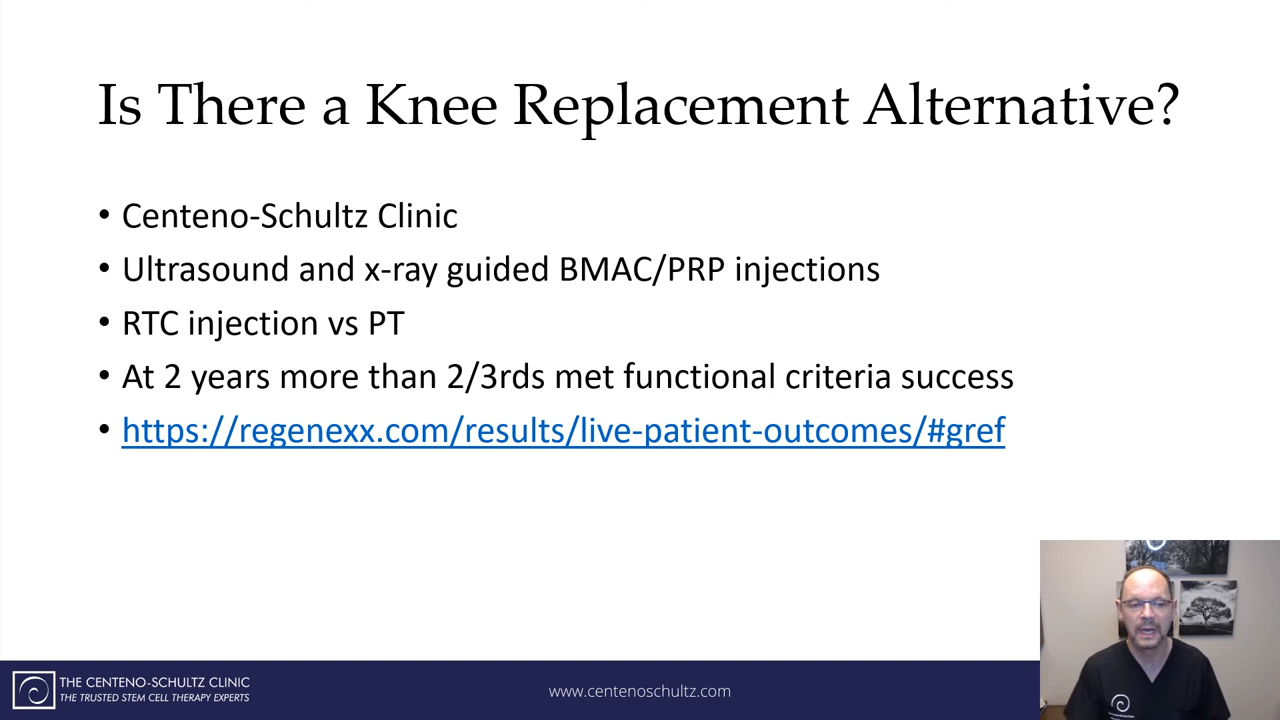 Is There a Knee Replacement Alternative?
• Centeno-Schultz Clinic
• Ultrasound and x-ray guided BMAC/PRP injections
• RTC injection vs PT
• At 2 years more than 2/3rds met functional criteria success
• https://regenexx.com/results/live-patient-outcomes/#gref
THE CENTENO-SCHULTZ CLINIC
THE TRUSTED STEM CELL THERAPY EXPERTS
www.centenoschultz.com